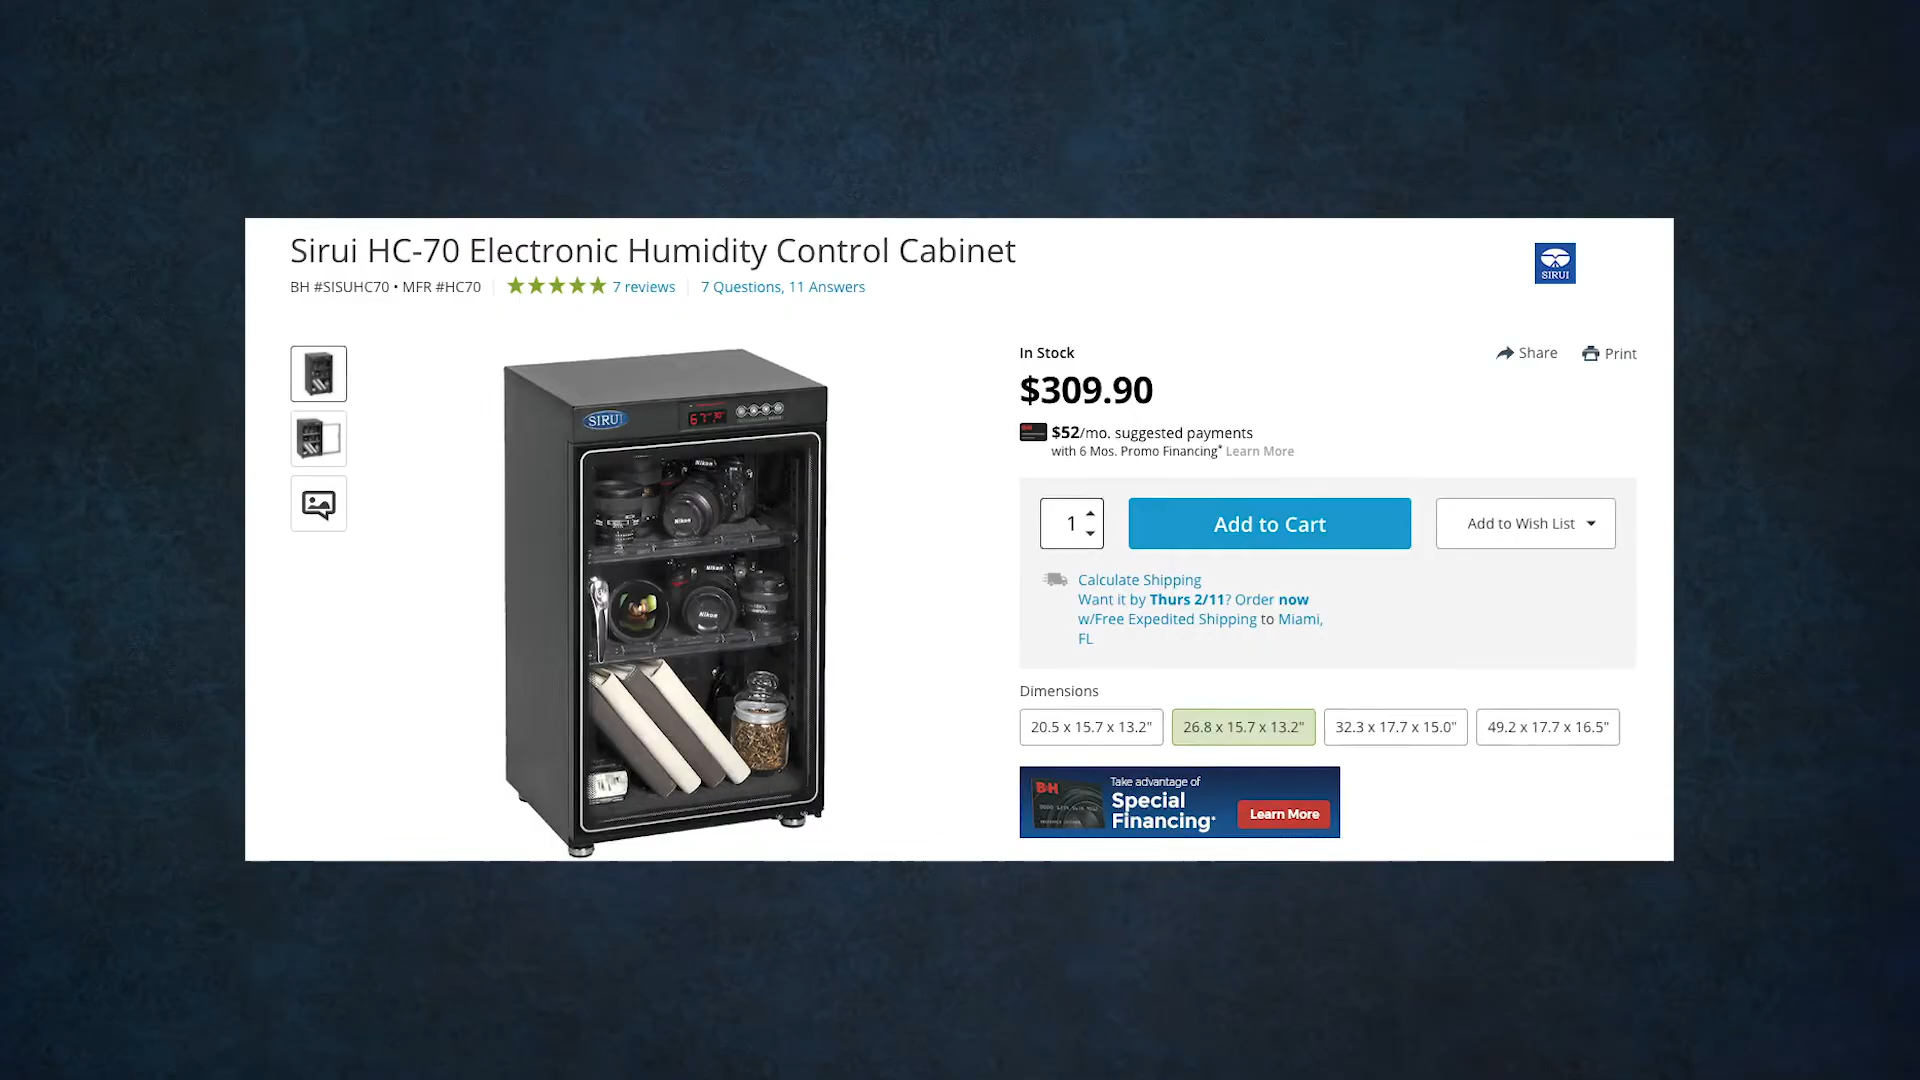 Sirui HC-70 Electronic Humidity Control Cabinet
BH #SISUHC70 • MFR #HC70
7 reviews
7 Questions, 11 Answers
SIRUI
In Stock
Share
Print
$309.90
$52/mo. suggested payments
with 6 Mos. Promo Financing* Learn More
1
Add to Cart
Add to Wish List
Calculate Shipping
Want it by Thurs 2/11? Order now
w/Free Expedited Shipping to Miami,
FL
Dimensions
20.5 x 15.7 x 13.2"
26.8 x 15.7 x 13.2"
32.3 x 17.7 x 15.0"
49.2 x 17.7 x 16.5"
B&H
Take advantage of
Special
Financing*
Learn More
SIRUI
Nikon
Nikon
Nikon
Nikon